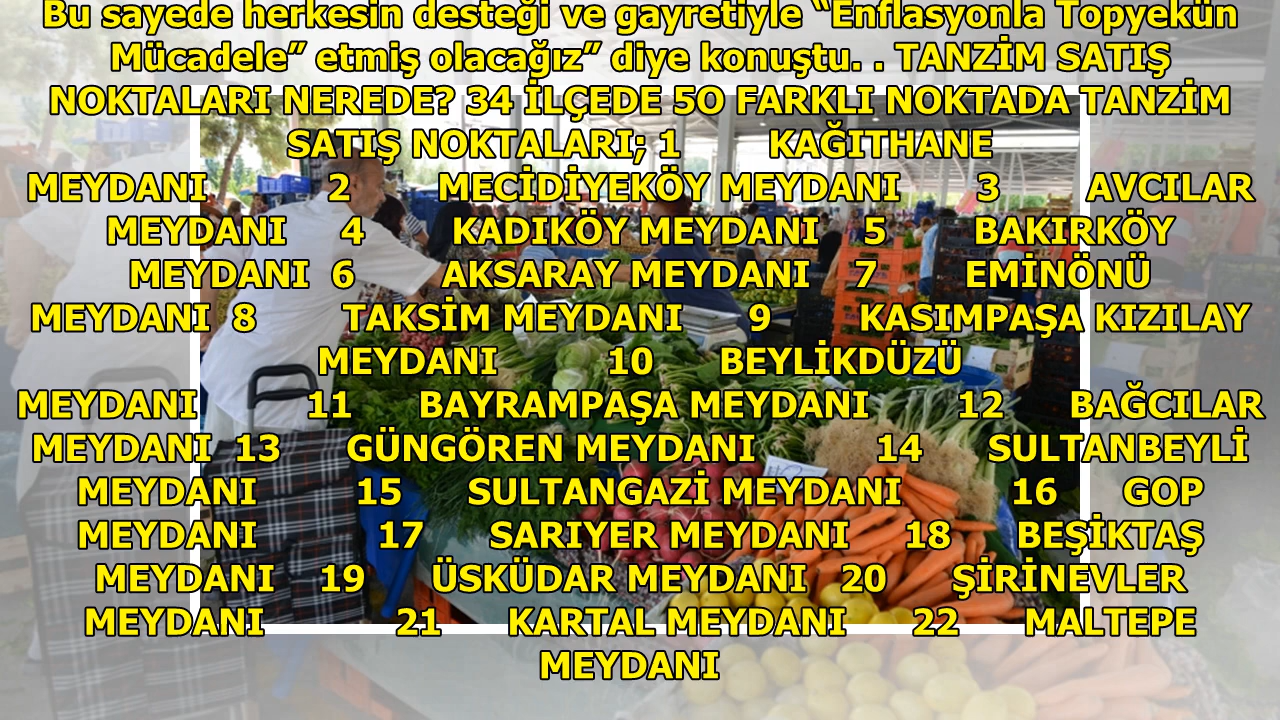 Bu sayede herkesin desteği ve gayretiyle “Enflasyonla Topyekün
Mücadele” etmiş olacağız” diye konuştu. . TANZİM SATIŞ
NOKTALARI NEREDE? 34 İLÇEDE 5O FARKLI NOKTADA TANZİM
SATIŞ NOKTALARI; 1 KAĞITHANE
MEYDANI 2 MECİDİYEKÖY MEYDANI 3 AVCILAR
MEYDANI 4 KADIKÖY MEYDANI 5 BAKIRKÖY
MEYDANI 6 AKSARAY MEYDANI 7 EMİNÖNÜ
MEYDANI 8 TAKSİM MEYDANI 9 KASIMPAŞA KIZILAY
MEYDANI 10 BEYLİKDÜZÜ
MEYDANI 11 BAYRAMPAŞA MEYDANI 12 BAĞCILAR
MEYDANI 13 GÜNGÖREN MEYDANI 14 SULTANBEYLİ
MEYDANI 15 SULTANGAZİ MEYDANI 16 GOP
MEYDANI 17 SARIYER MEYDANI 18 BEŞİKTAŞ
MEYDANI 19 ÜSKÜDAR MEYDANI 20 ŞİRİNEVLER
MEYDANI 21 KARTAL MEYDANI 22 MALTEPE
MEYDANI